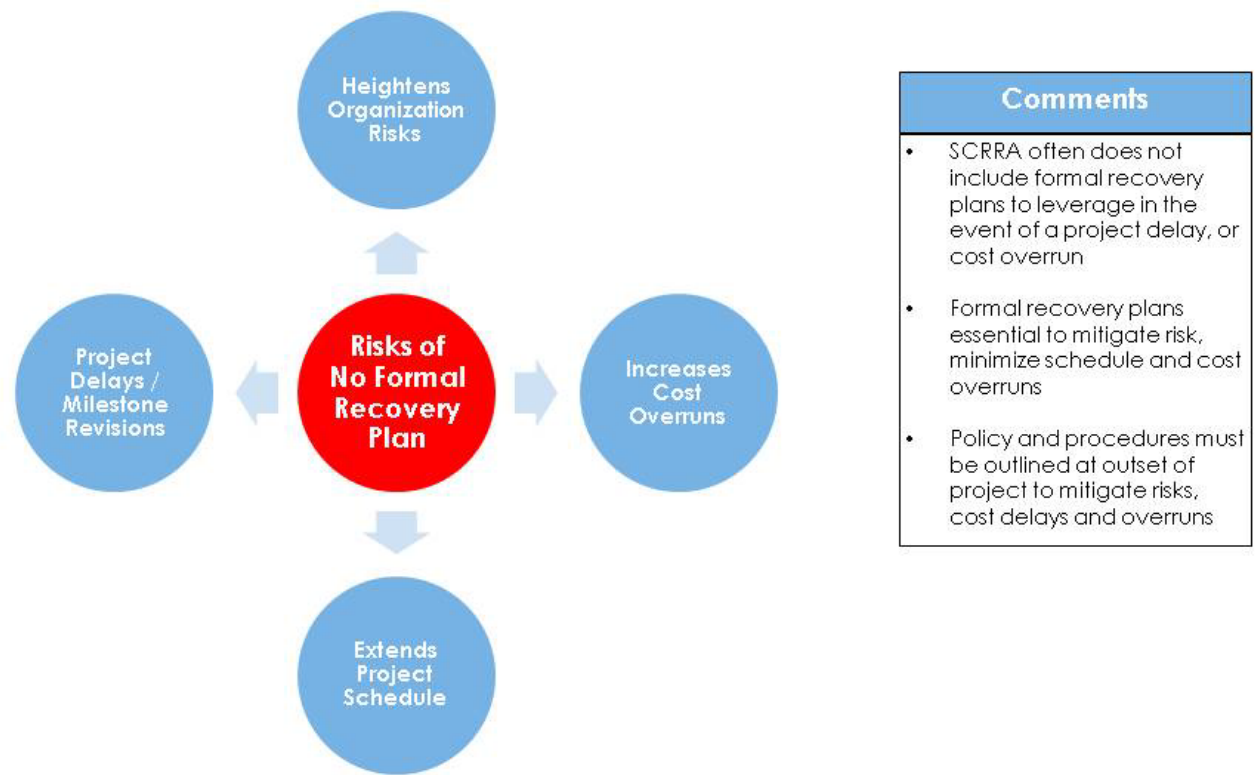 Heightens
Organization
Risks
Project
Delays /
Milestone
Revisions
Risks of
No Formal
Recovery
Plan
Increases
Cost
Overruns
Extends
Project
Schedule
Comments
• SCRRA often does not
include formal recovery
plans to leverage in the
event of a project delay, or
cost overrun
• Formal recovery plans
essential to mitigate risk,
minimize schedule and cost
overruns
• Policy and procedures must
be outlined at outset of
project to mitigate risks,
cost delays and overruns